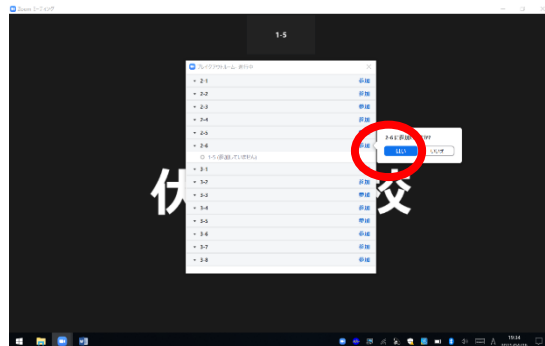 Zoom ミーティング
1-5
ブレイクアウトルーム - 進行中
2-1 参加
2-2 参加
2-3 参加
2-4 参加
2-5
2-6 参加
1-5 (参加していません)
3-1
3-2 参加
3-3 参加
3-4 参加
3-5 参加
3-6 参加
3-7 参加
3-8 参加
はい いいえ
校
19:34